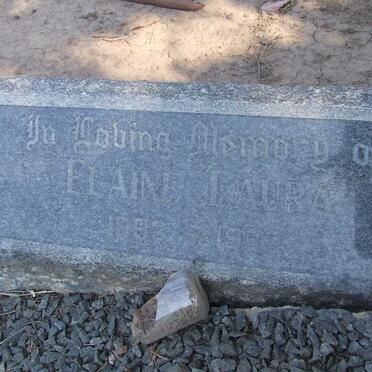 In Loving Memory o
ELAINE LAURA